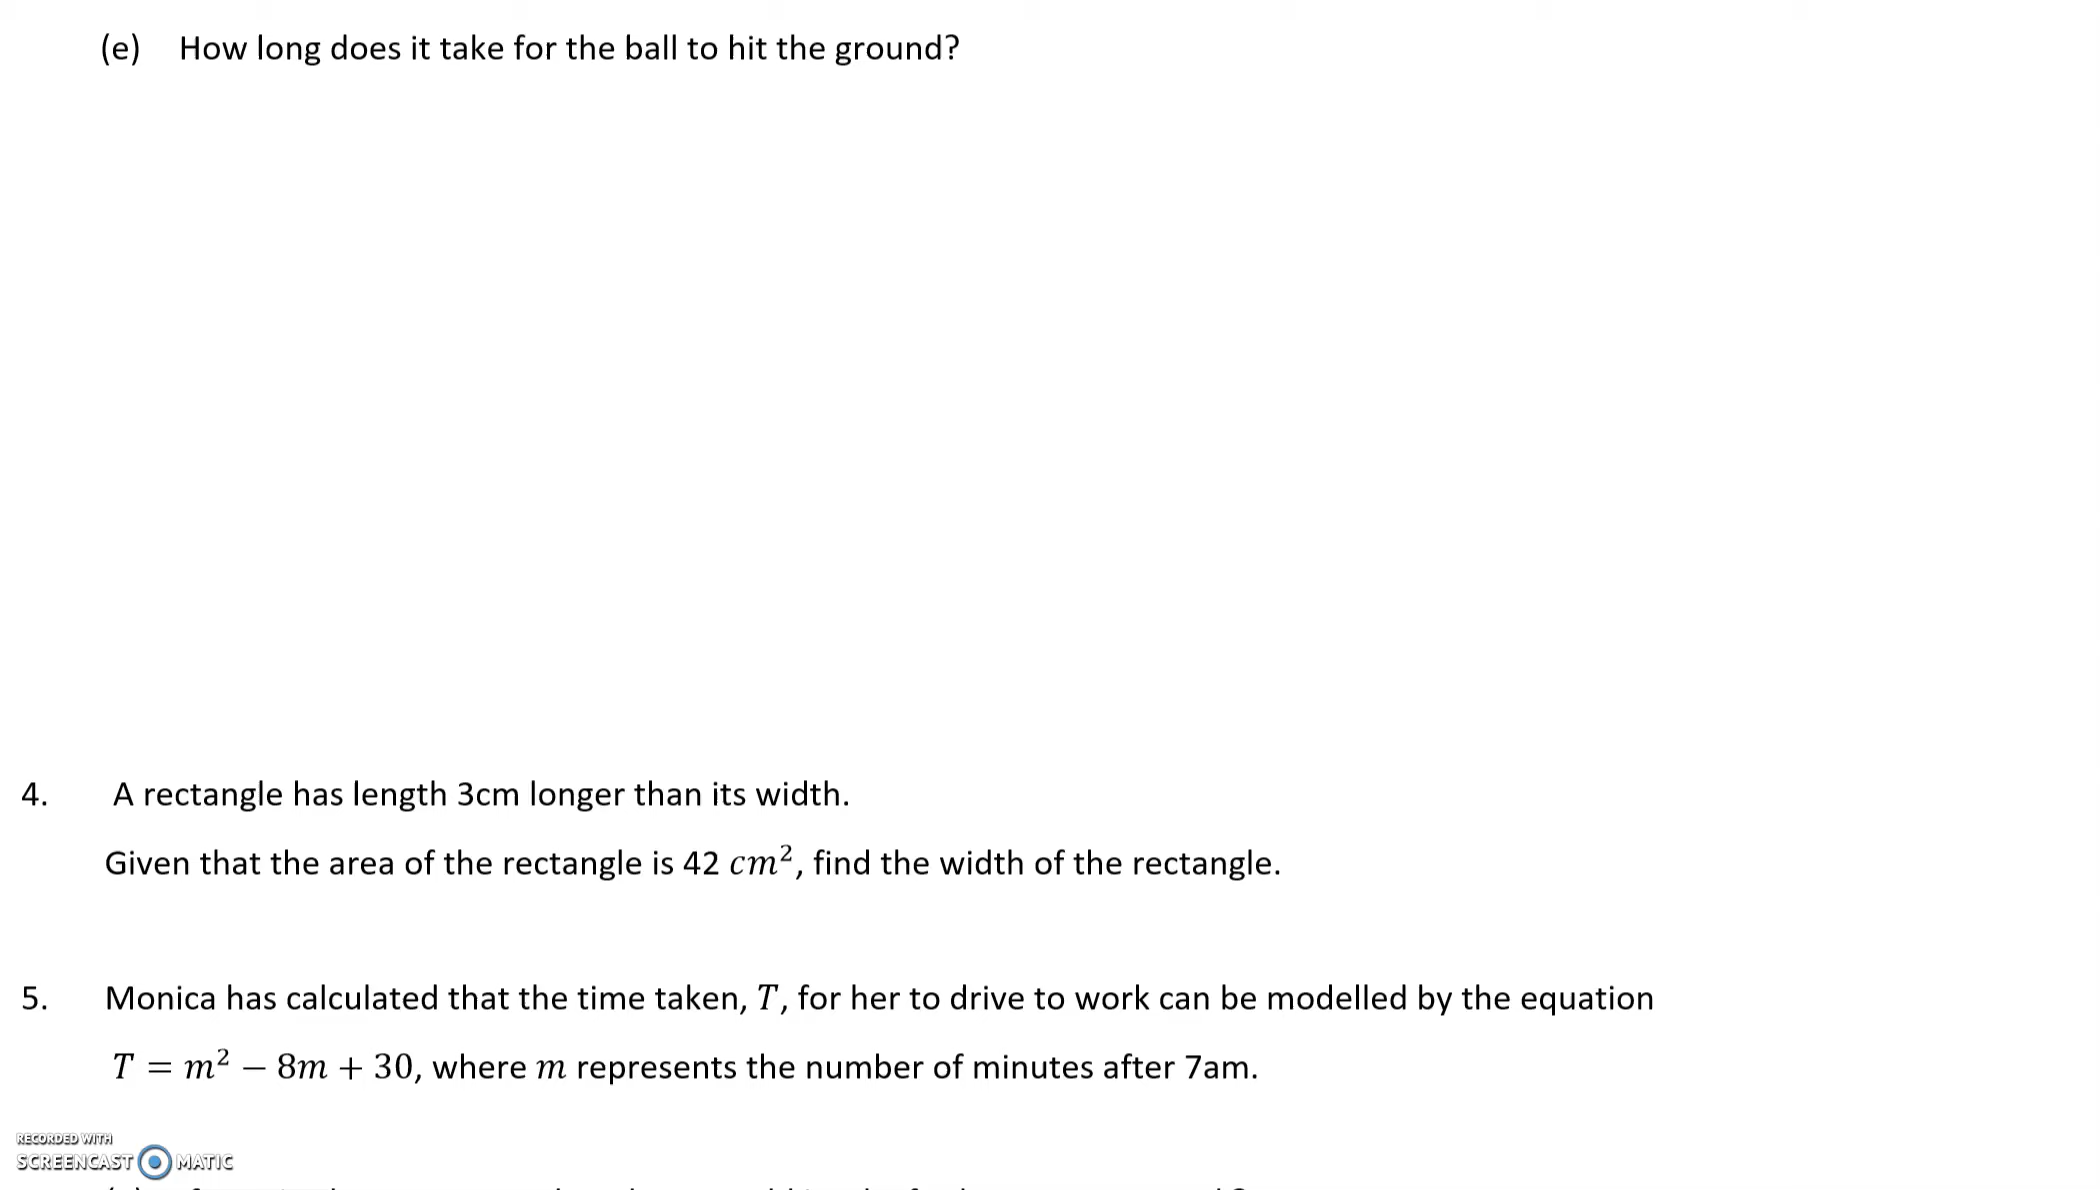 (e) How long does it take for the ball to hit the ground?
4. A rectangle has length 3cm longer than its width.
Given that the area of the rectangle is 42 cm², find the width of the rectangle.
5. Monica has calculated that the time taken, T, for her to drive to work can be modelled by the equation
T = m² − 8m + 30, where m represents the number of minutes after 7am.
RECORDED WITH
SCREENCAST MATIC